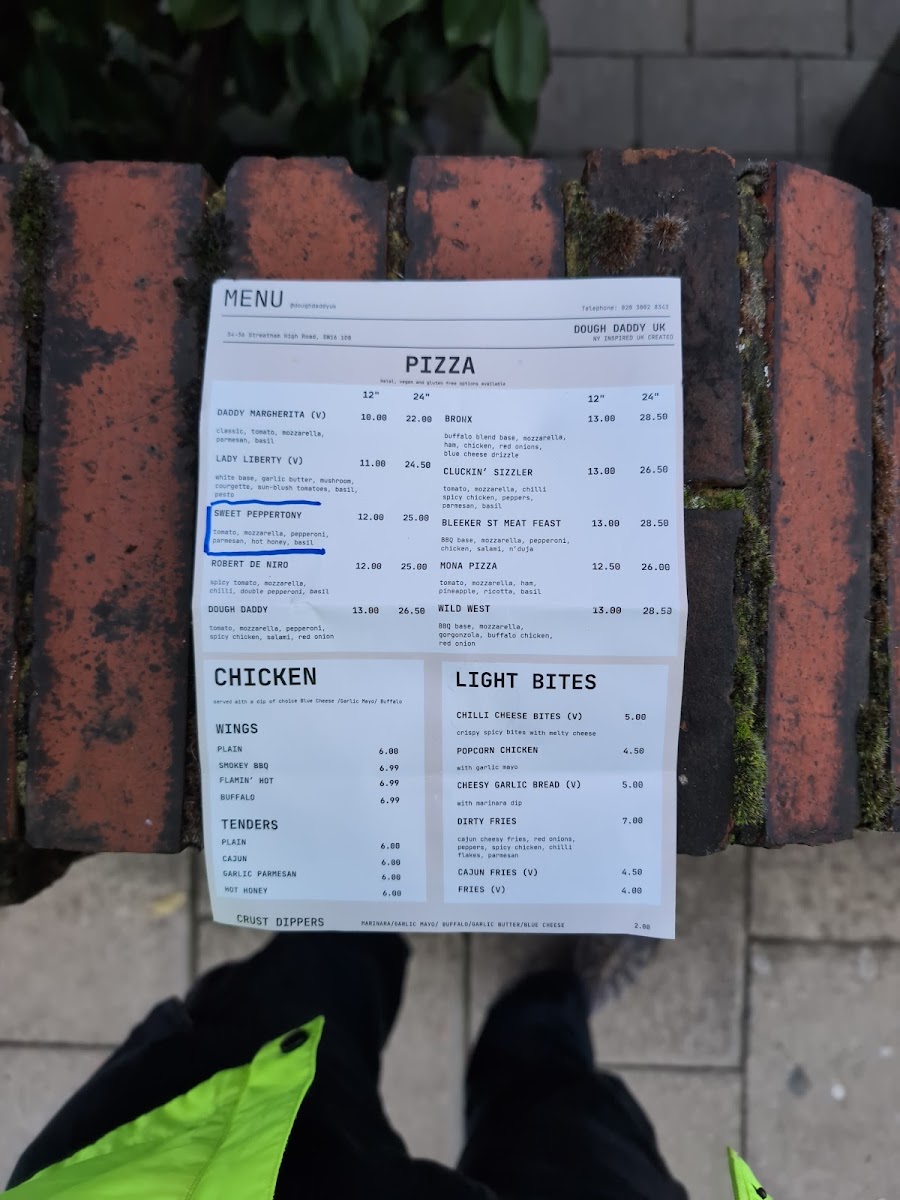 MENU @doughdaddyuk
Telephone: 020 3802 8543
34-36 Streatham High Road, SW16 1DB
DOUGH DADDY UK
BY INSPIRED UK CREATED
PIZZA
Halal, vegan and gluten free options available
12" 24"
DADDY MARGHERITA (V) 10.00 22.00
classic, tomato, mozzarella,
parmesan, basil
LADY LIBERTY (V) 11.00 24.50
white base, garlic butter, mushroom,
courgette, sun-blush tomatoes, basil,
pesto
SWEET PEPPERTONY 12.00 25.00
tomato, mozzarella, pepperoni,
parmesan, hot honey, basil
ROBERT DE NIRO 12.00 25.00
spicy tomato, mozzarella,
chilli, double pepperoni, basil
DOUGH DADDY 13.00 26.50
tomato, mozzarella, pepperoni,
spicy chicken, salami, red onion
12" 24"
BRONX 13.00 28.50
buffalo blend base, mozzarella,
ham, chicken, red onions,
blue cheese drizzle
CLUCKIN' SIZZLER 13.00 26.50
tomato, mozzarella, chilli
spicy chicken, peppers,
parmesan, basil
BLEEKER ST MEAT FEAST 13.00 28.50
BBQ base, mozzarella, pepperoni,
chicken, salami, n'duja
MONA PIZZA 12.50 26.00
tomato, mozzarella, ham,
pineapple, ricotta, basil
WILD WEST 13.00 28.50
BBQ base, mozzarella,
gorgonzola, buffalo chicken,
red onion
CHICKEN
served with a dip of choice Blue Cheese /Garlic Mayo/ Buffalo
WINGS
PLAIN 6.00
SMOKEY BBQ 6.99
FLAMIN' HOT 6.99
BUFFALO 6.99
TENDERS
PLAIN 6.00
CAJUN 6.00
GARLIC PARMESAN 6.00
HOT HONEY 6.00
LIGHT BITES
CHILLI CHEESE BITES (V) 5.00
crispy spicy bites with melty cheese
POPCORN CHICKEN 4.50
with garlic mayo
CHEESY GARLIC BREAD (V) 5.00
with marinara dip
DIRTY FRIES 7.00
cajun cheesy fries, red onions,
peppers, spicy chicken, chilli
flakes, parmesan
CAJUN FRIES (V) 4.50
FRIES (V) 4.00
CRUST DIPPERS MARINARA/GARLIC MAYO/ BUFFALO/GARLIC BUTTER/BLUE CHEESE 2.00